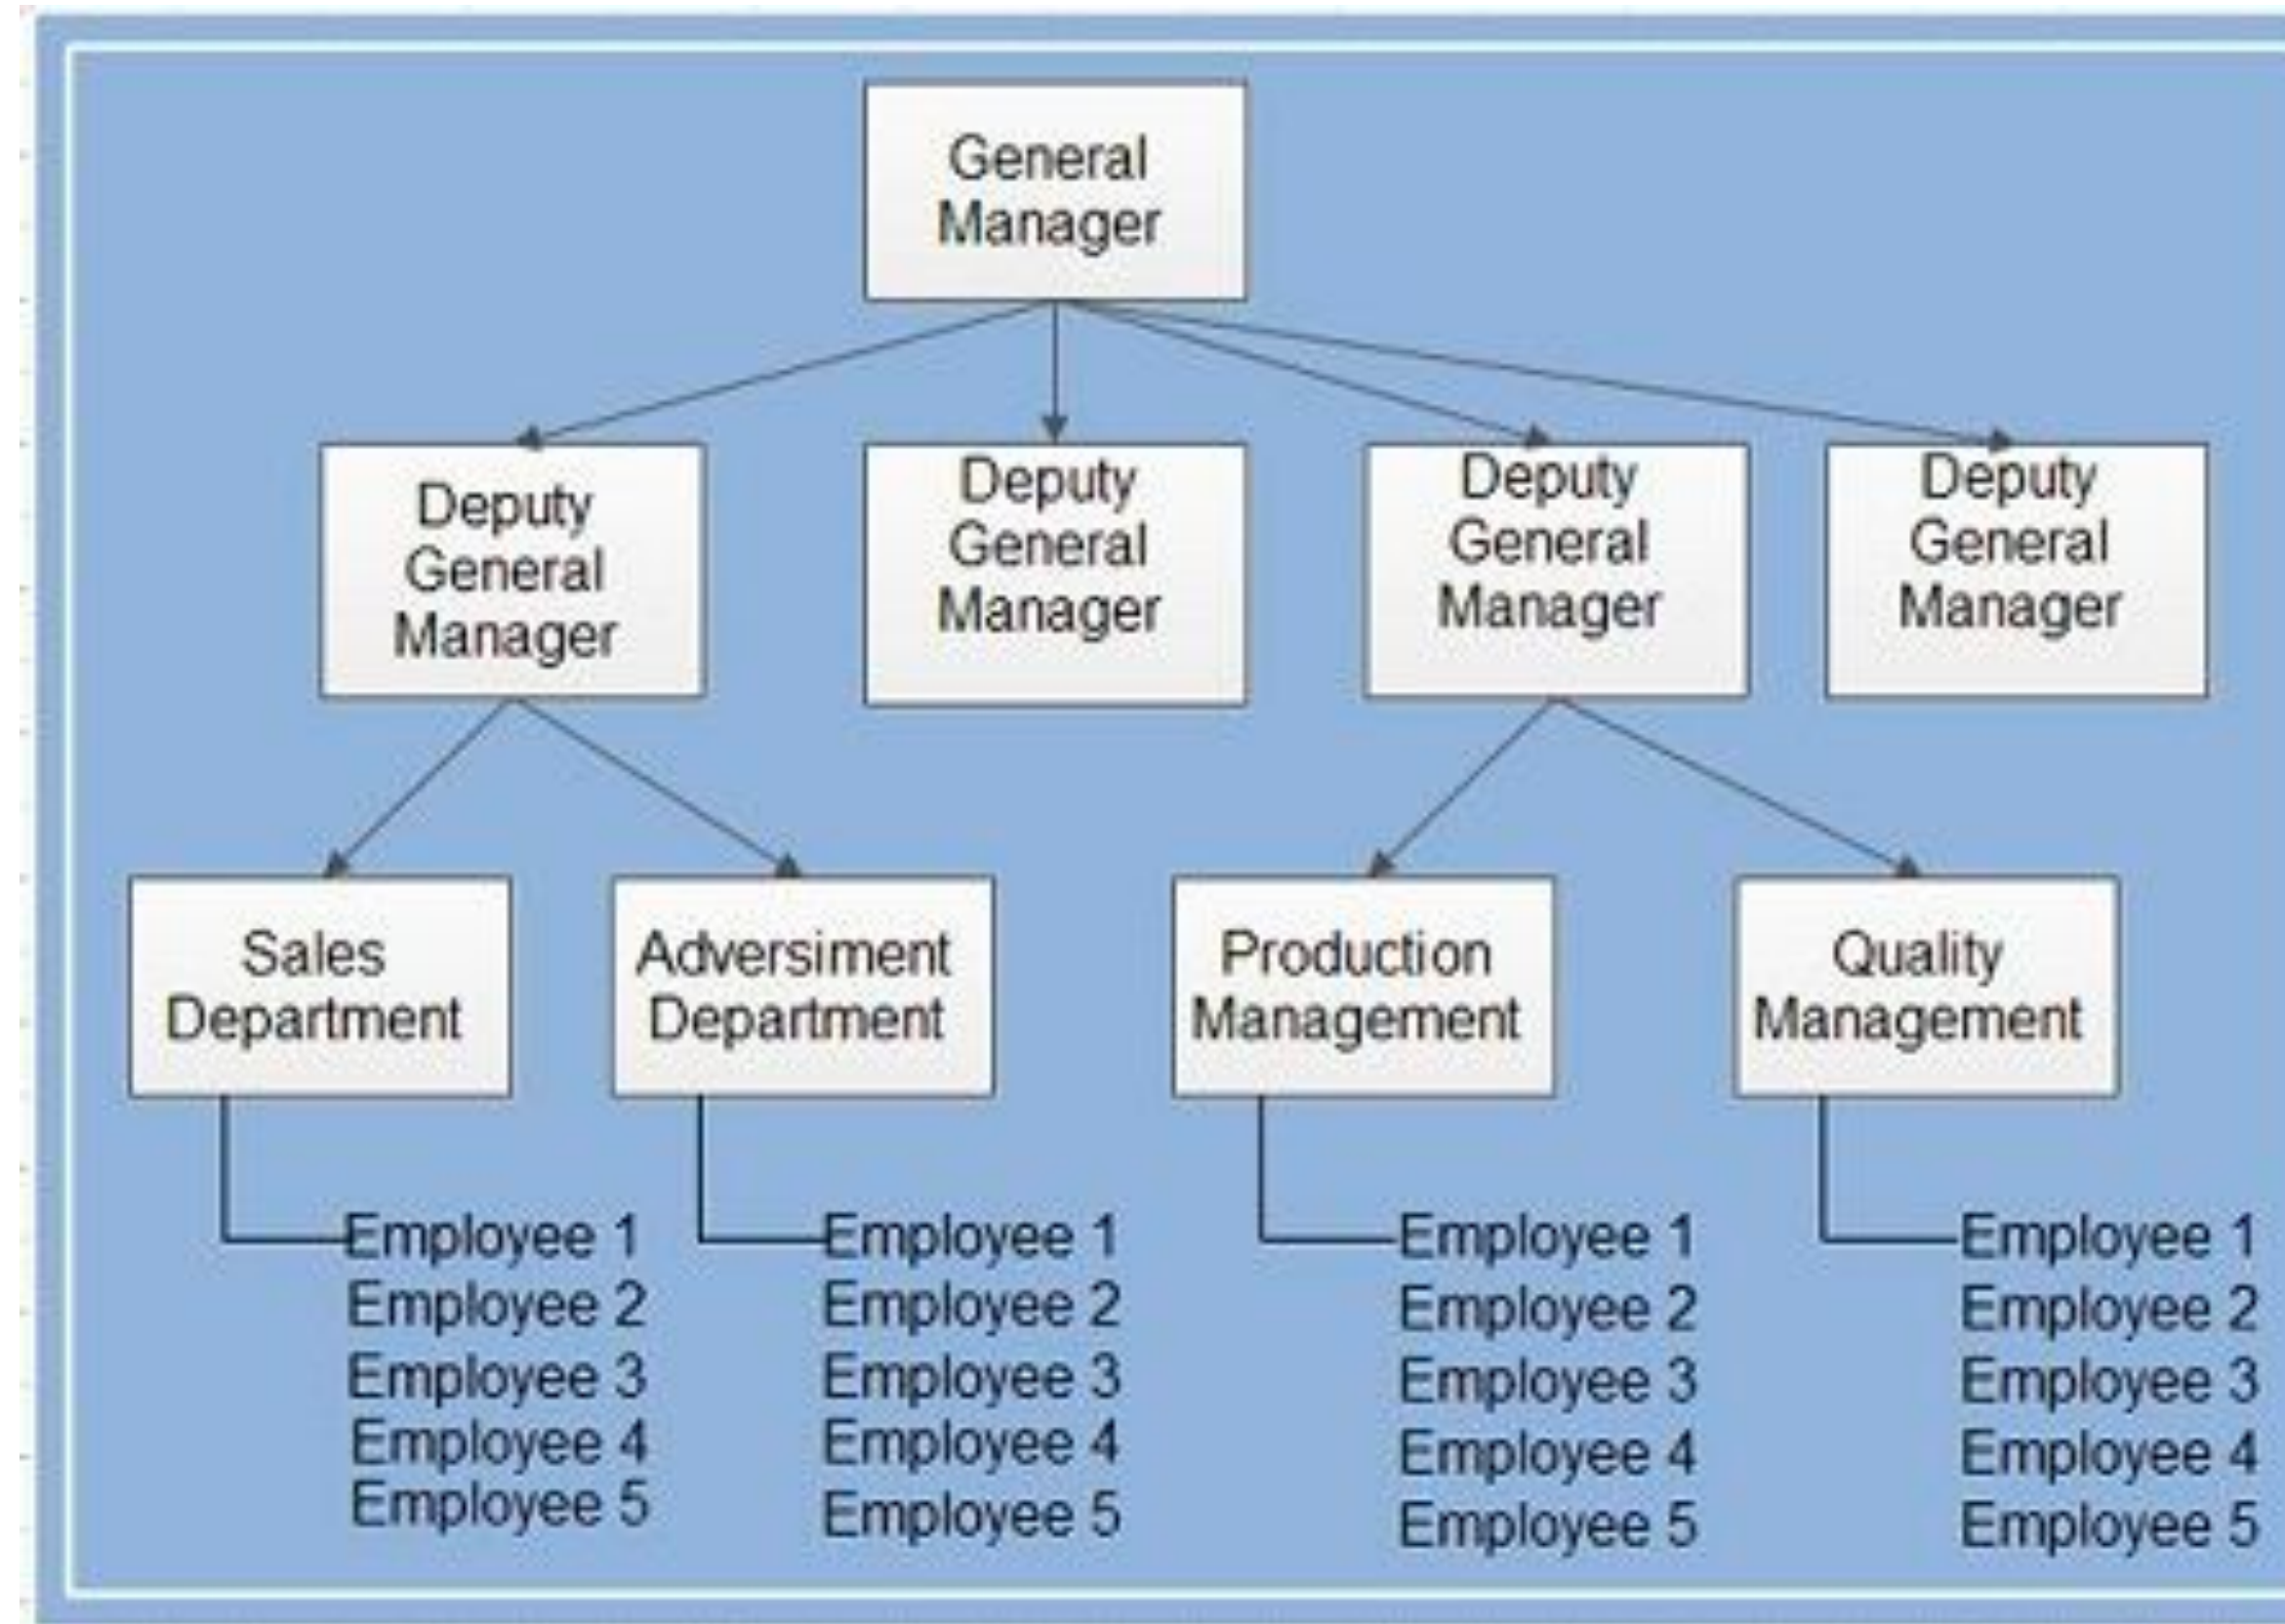 General
Manager
Deputy
General
Manager
Deputy
General
Manager
Deputy
General
Manager
Deputy
General
Manager
Sales
Department
Adversiment
Department
Production
Management
Quality
Management
Employee 1
Employee 2
Employee 3
Employee 4
Employee 5
Employee 1
Employee 2
Employee 3
Employee 4
Employee 5
Employee 1
Employee 2
Employee 3
Employee 4
Employee 5
Employee 1
Employee 2
Employee 3
Employee 4
Employee 5